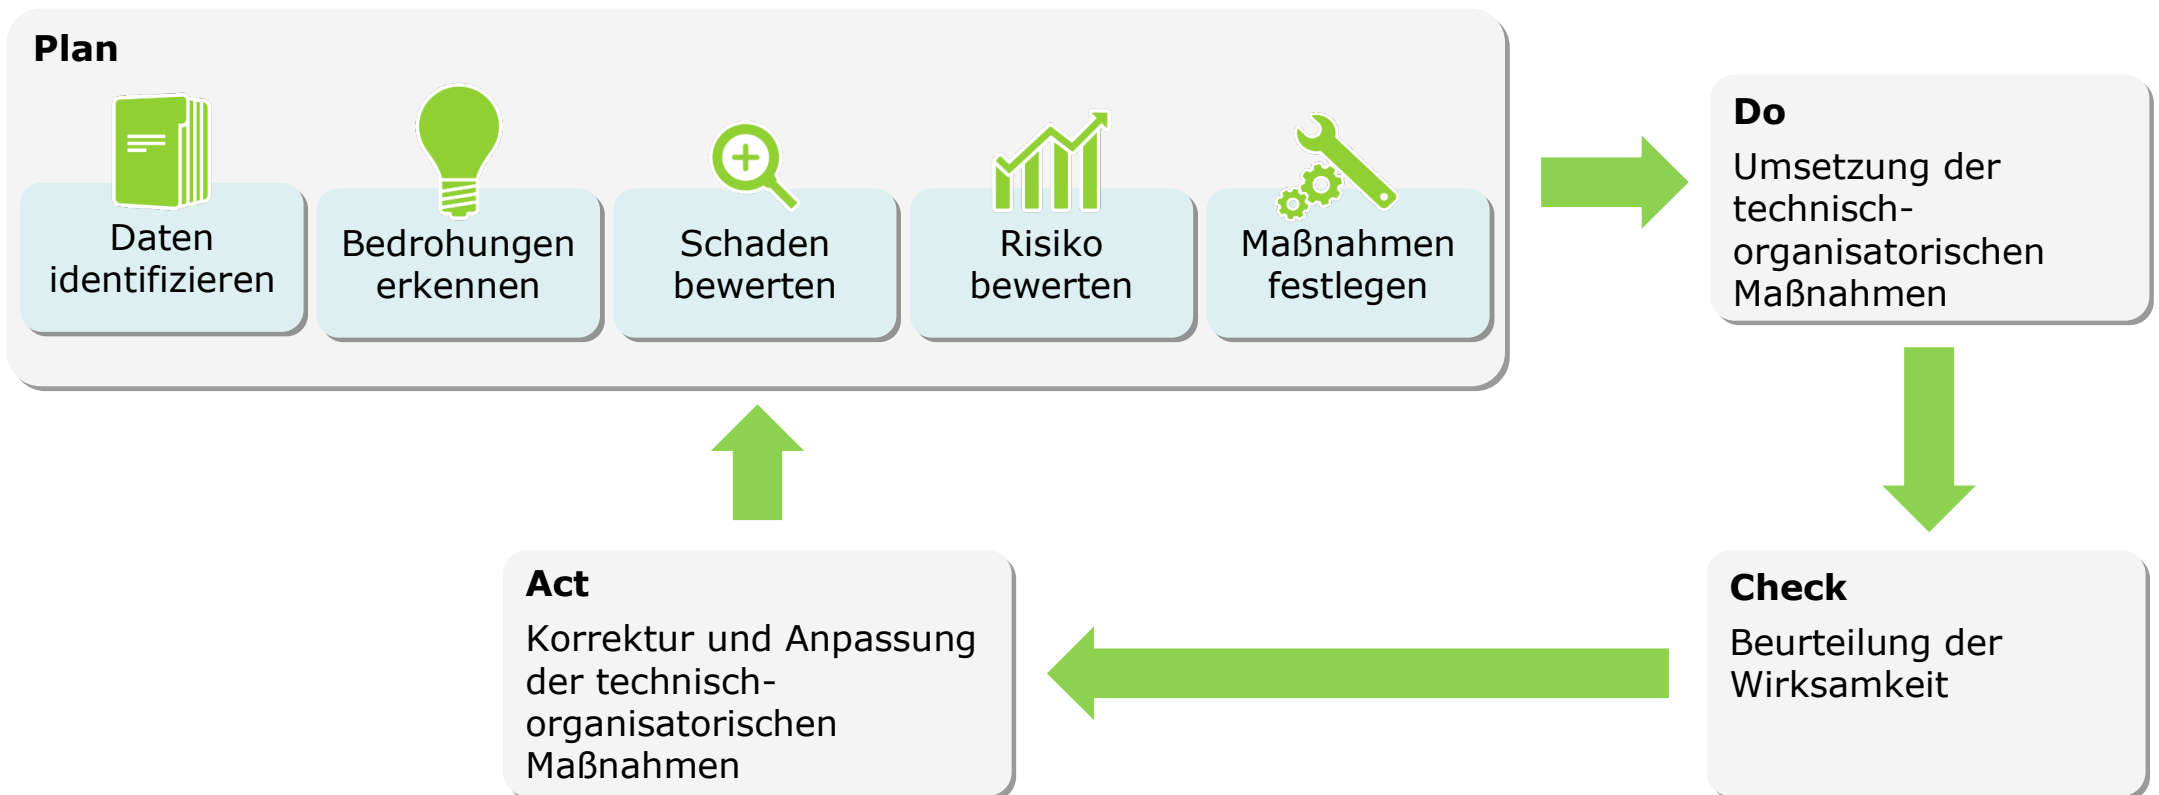 Plan
Daten
identifizieren
Bedrohungen
erkennen
Schaden
bewerten
Risiko
bewerten
Maßnahmen
festlegen
Do
Umsetzung der
technisch-
organisatorischen
Maßnahmen
Check
Beurteilung der
Wirksamkeit
Act
Korrektur und Anpassung
der technisch-
organisatorischen
Maßnahmen